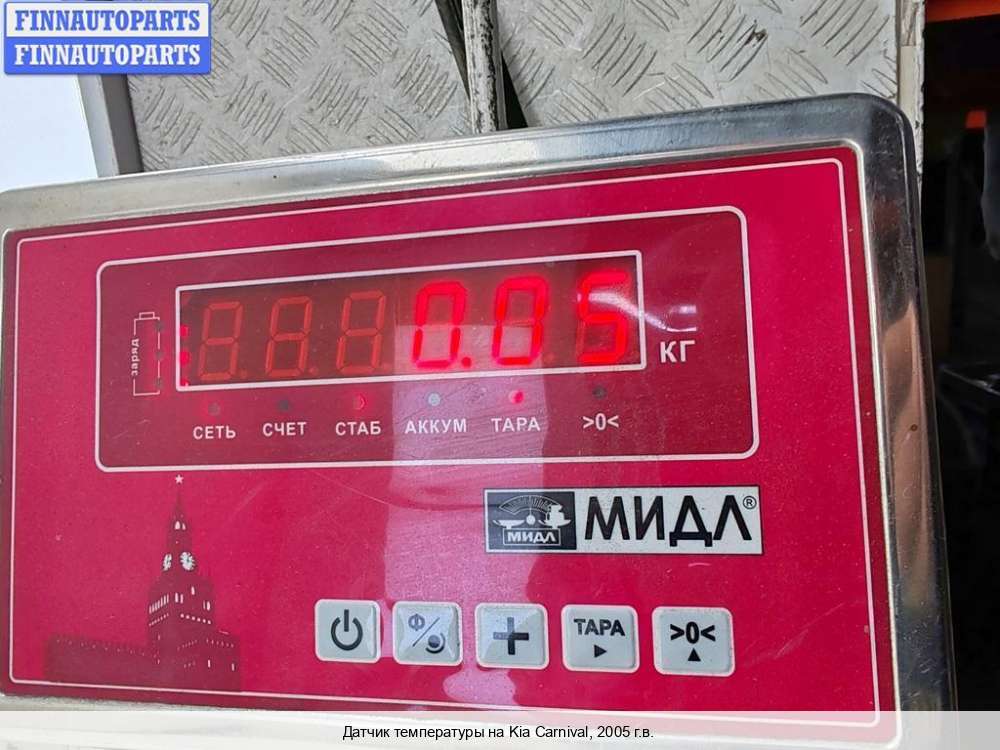 FINNAUTOPARTS
FINNAUTOPARTS
заряд
0.05
КГ
СЕТЬ СЧЕТ СТАБ АККУМ ТАРА >0<
МИДЛ МИДЛ®
Ф
ТАРА >0<
Датчик температуры на Kia Carnival, 2005 г.в.